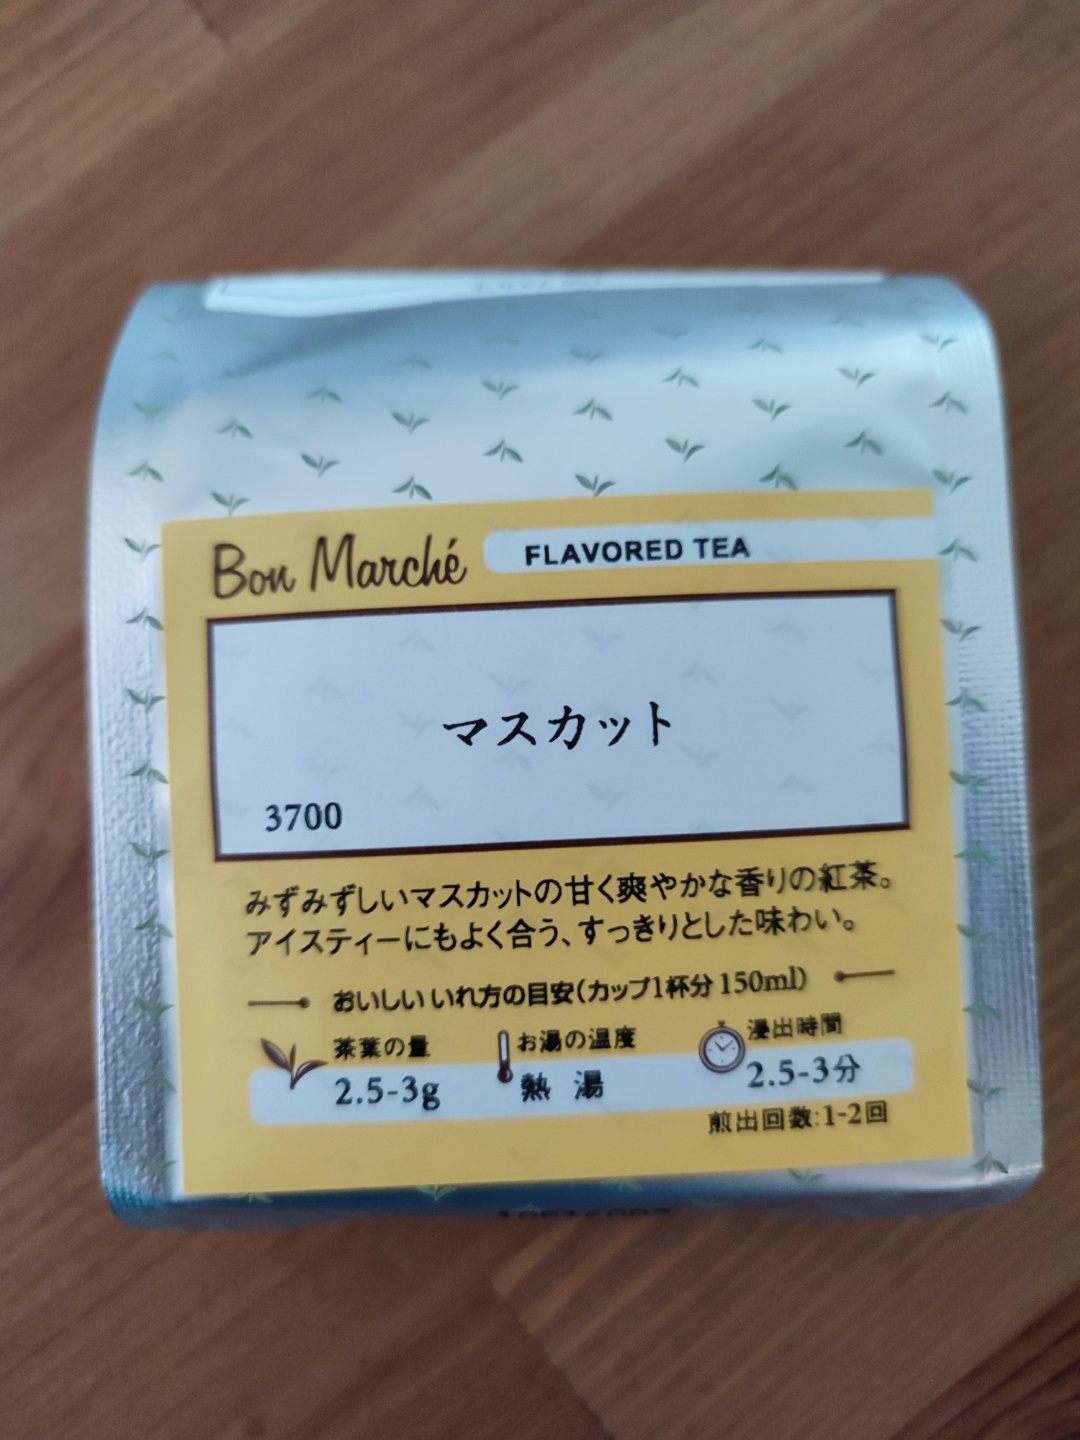 Bon Marché
FLAVORED TEA
マスカット
3700
みずみずしいマスカットの甘く爽やかな香りの紅茶。
アイスティーにもよく合う、すっきりとした味わい。
おいしいいれ方の目安(カップ1杯分 150ml)
茶葉の量
2.5-3g
お湯の温度
熱 湯
浸出時間
2.5-3分
煎出回数:1-2回